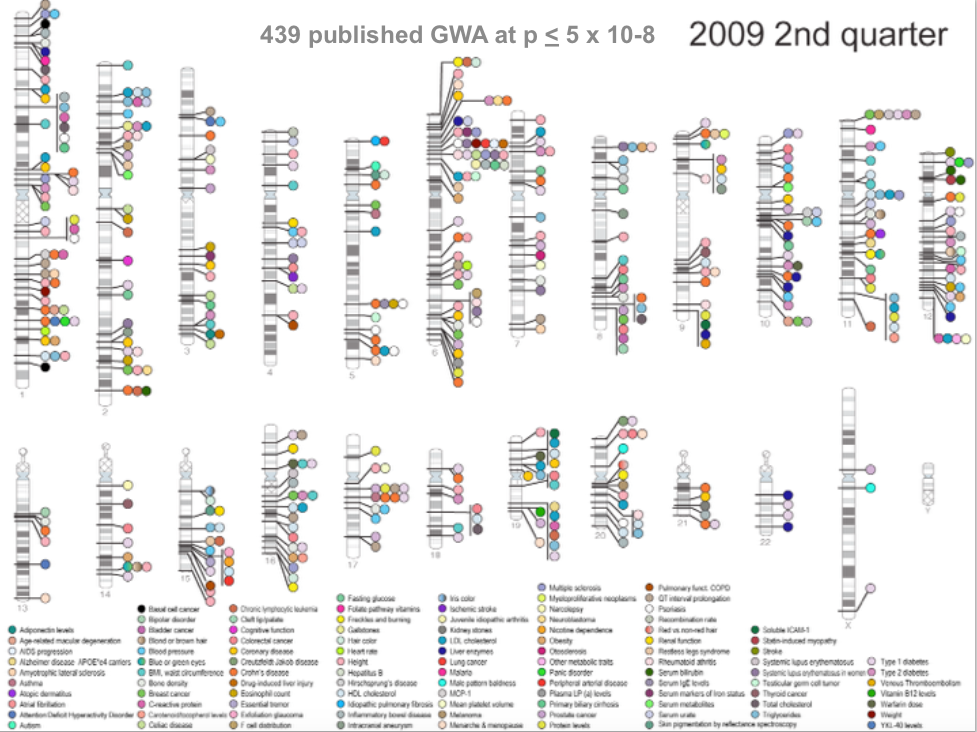 439 published GWA at p ≤ 5 x 10-8
2009 2nd quarter
1
2
3
4
5
6
7
8
9
10
11
12
13
14
15
16
17
18
19
20
21
22
X
Y
Adiponectin levels
Age-related macular degeneration
AIDS progression
Alzheimer disease APOE*e4 carriers
Amyotrophic lateral sclerosis
Asthma
Atopic dermatitis
Atrial fibrillation
Attention Deficit Hyperactivity Disorder
Autism
Basal cell cancer
Bipolar disorder
Bladder cancer
Blond or brown hair
Blood pressure
Blue or green eyes
BMI, waist circumference
Bone density
Breast cancer
C-reactive protein
Carotenoid/tocopherol levels
Celiac disease
Chronic lymphocytic leukemia
Cleft lip/palate
Cognitive function
Colorectal cancer
Coronary disease
Creutzfeldt-Jakob disease
Crohn's disease
Drug-induced liver injury
Eosinophil count
Essential tremor
Exfoliation glaucoma
F cell distribution
Fasting glucose
Folate pathway vitamins
Freckles and burning
Gallstones
Hair color
Heart rate
Height
Hepatitis B
Hirschsprung's disease
HDL cholesterol
Idiopathic pulmonary fibrosis
Inflammatory bowel disease
Intracranial aneurysm
Iris color
Ischemic stroke
Juvenile idiopathic arthritis
Kidney stones
LDL cholesterol
Liver enzymes
Lung cancer
Malaria
Male pattern baldness
MCP-1
Mean platelet volume
Melanoma
Menarche & menopause
Multiple sclerosis
Myeloproliferative neoplasms
Narcolepsy
Neuroblastoma
Nicotine dependence
Obesity
Otosclerosis
Other metabolic traits
Panic disorder
Peripheral arterial disease
Plasma LP (a) levels
Primary biliary cirrhosis
Prostate cancer
Protein levels
Pulmonary funct. COPD
QT interval prolongation
Psoriasis
Recombination rate
Red vs non-red hair
Renal function
Restless legs syndrome
Rheumatoid athritis
Serum bilirubin
Serum IgE levels
Serum markers of iron status
Serum metabolites
Serum urate
Skin pigmentation by reflectance spectroscopy
Soluble ICAM-1
Statin-induced myopathy
Stroke
Systemic lupus erythematosus
Systemic lupus erythematosus in women
Testicular germ cell tumor
Thyroid cancer
Total cholesterol
Triglycerides
Type 1 diabetes
Type 2 diabetes
Venous Thromboembolism
Vitamin B12 levels
Warfarin dose
Weight
YKL-40 levels